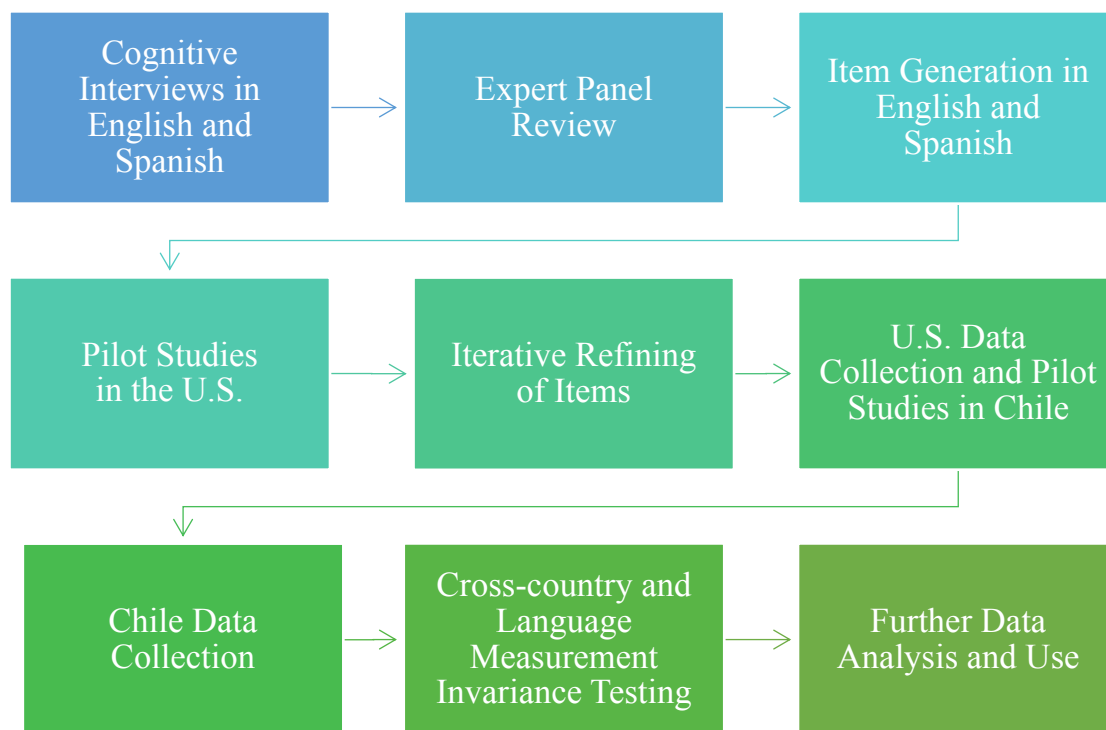 Cognitive
Interviews in
English and
Spanish
Expert Panel
Review
Item Generation in
English and
Spanish
Pilot Studies
in the U.S.
Iterative Refining
of Items
U.S. Data
Collection and Pilot
Studies in Chile
Chile Data
Collection
Cross-country and
Language
Measurement
Invariance Testing
Further Data
Analysis and Use